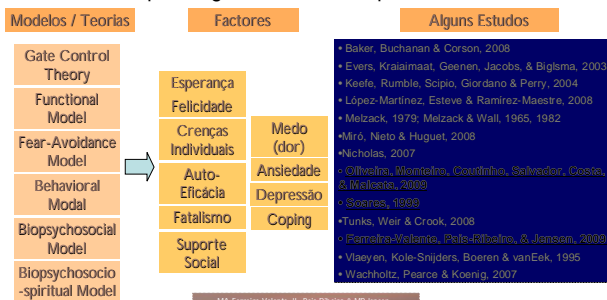 Modelos / Teorias
Factores
Alguns Estudos
Gate Control
Theory
Functional
Model
Fear-Avoidance
Model
Behavioral
Modal
Biopsychosocial
Model
Biopsychosocio
-spiritual Model
Esperança
Felicidade
Crenças
Individuais
Auto-
Eficácia
Fatalismo
Suporte
Social
Medo
(dor)
Ansiedade
Depressão
Coping
• Baker, Buchanan & Corson, 2008
• Evers, Kraiaimaat, Geenen, Jacobs, & Biglsma, 2003
• Keefe, Rumble, Scipio, Giordano & Perry, 2004
• López-Martínez, Esteve & Ramírez-Maestre, 2008
• Melzack, 1979; Melzack & Wall, 1965, 1982
•Miró, Nieto & Huguet, 2008
•Nicholas, 2007
• Oliveira, Monteiro, Coutinho, Salvador, Costa,
& Malcata, 2009
• Soares, 1999
•Tunks, Weir & Crook, 2008
• Ferreira-Valente, Pais-Ribeiro, & Jensen, 2009
• Vlaeyen, Kole-Snijders, Boeren & vanEek, 1995
• Wachholtz, Pearce & Koenig, 2007